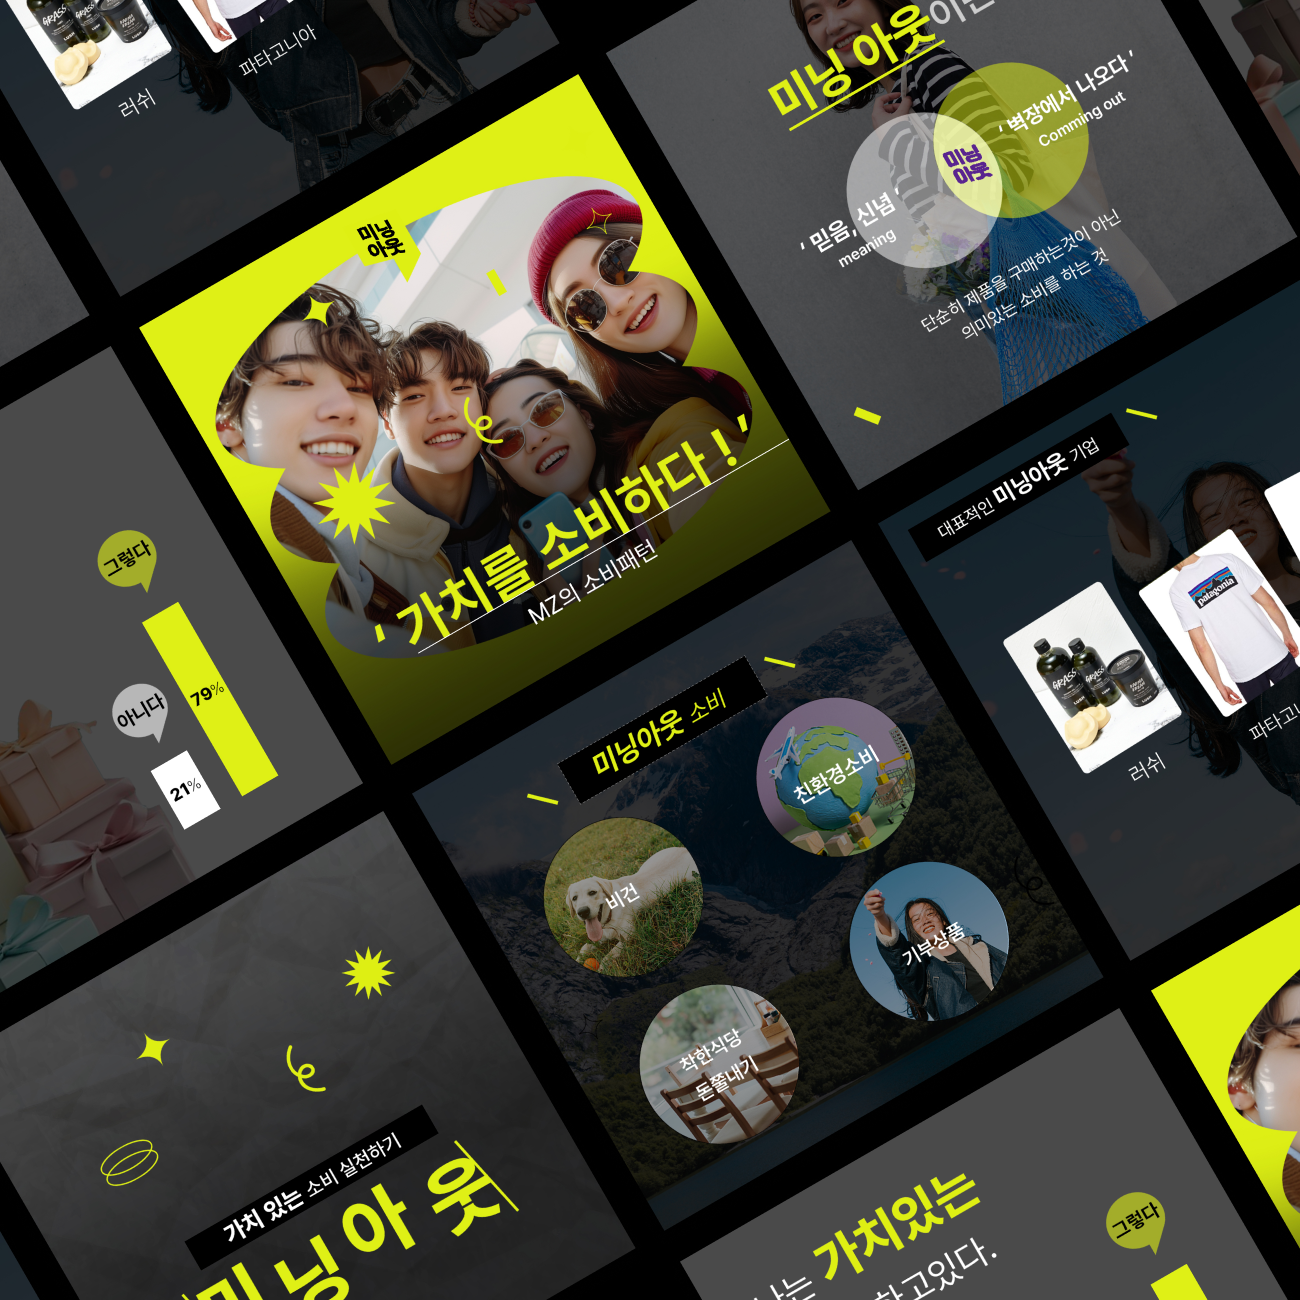 러쉬
파타고니아
미닝
아웃
' 가치를 소비하다 ! '
MZ의 소비패턴
미닝 아웃이란
' 벽장에서 나오다 '
Comming out
미닝
아웃
' 믿음, 신념 '
meaning
단순히 제품을 구매하는것이 아닌
의미있는 소비를 하는 것
그렇다
79%
아니다
21%
대표적인 미닝아웃 기업
GRASS
GRASS
LUSH
patagonia
러쉬
미닝아웃 소비
친환경소비
비건
기부상품
착한식당
돈쭐내기
가치 있는 소비 실천하기
미닝아웃
나는 가치있는
하고있다.
그렇다